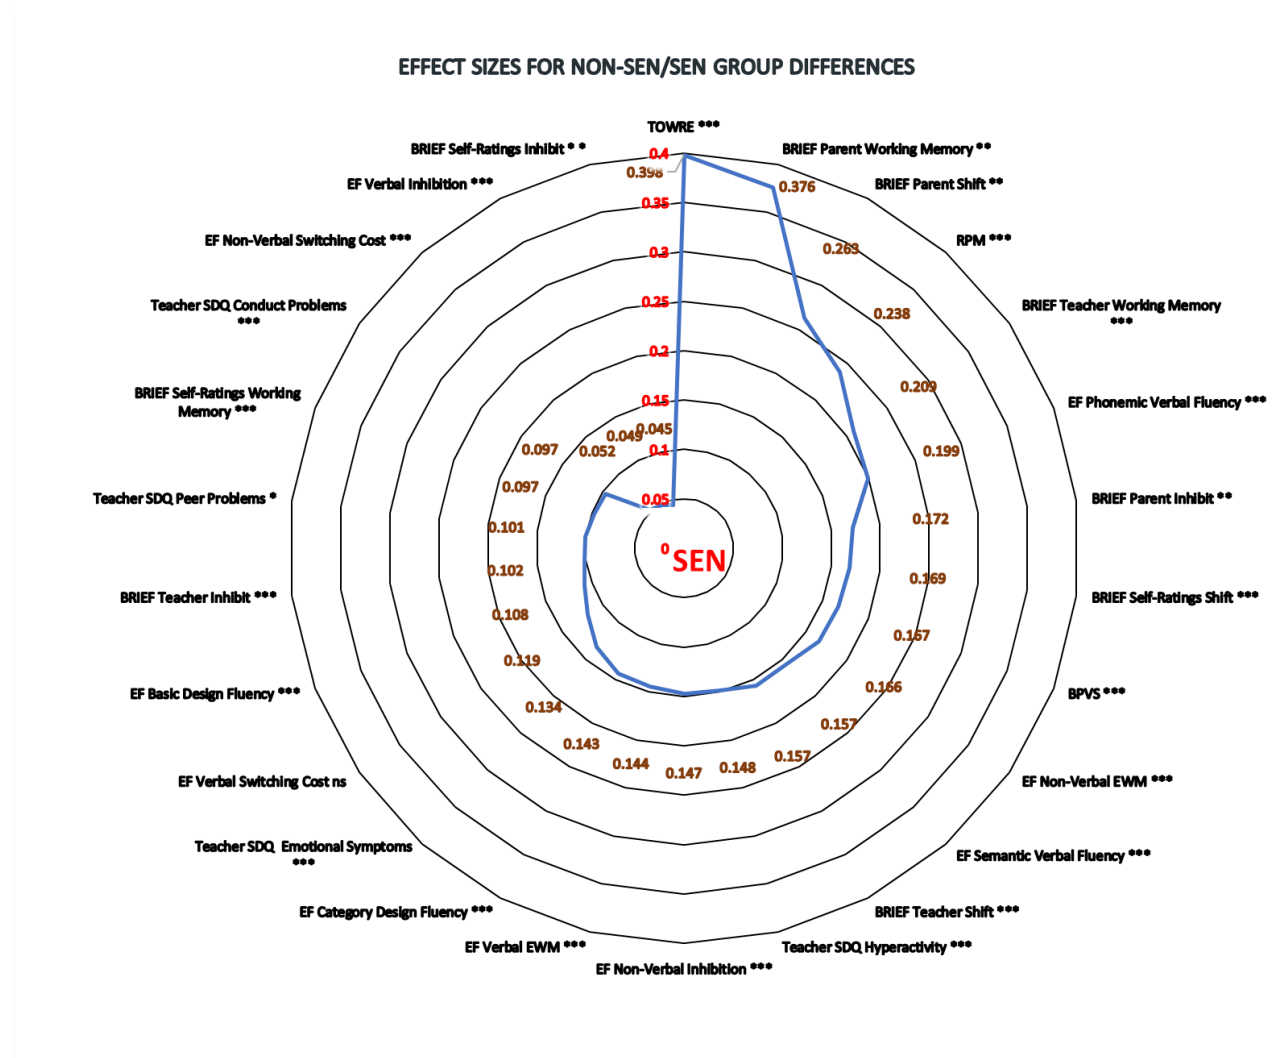 EFFECT SIZES FOR NON-SEN/SEN GROUP DIFFERENCES
TOWRE ***
BRIEF Parent Working Memory **
BRIEF Parent Shift **
RPM ***
BRIEF Teacher Working Memory
***
EF Phonemic Verbal Fluency ***
BRIEF Parent Inhibit **
BRIEF Self-Ratings Shift ***
BPVS ***
EF Non-Verbal EWM ***
EF Semantic Verbal Fluency ***
BRIEF Teacher Shift ***
Teacher SDQ Hyperactivity ***
EF Non-Verbal Inhibition ***
EF Verbal EWM ***
EF Category Design Fluency ***
Teacher SDQ  Emotional Symptoms
***
EF Verbal Switching Cost ns
EF Basic Design Fluency ***
BRIEF Teacher Inhibit ***
Teacher SDQ Peer Problems *
BRIEF Self-Ratings Working
Memory ***
Teacher SDQ Conduct Problems
***
EF Non-Verbal Switching Cost ***
EF Verbal Inhibition ***
BRIEF Self-Ratings Inhibit * *
0.4
0.35
0.3
0.25
0.2
0.15
0.1
0.05
0
SEN
0.398
0.376
0.263
0.238
0.209
0.199
0.172
0.169
0.167
0.166
0.157
0.157
0.148
0.147
0.144
0.143
0.134
0.119
0.108
0.102
0.101
0.097
0.097
0.052
0.049
0.045